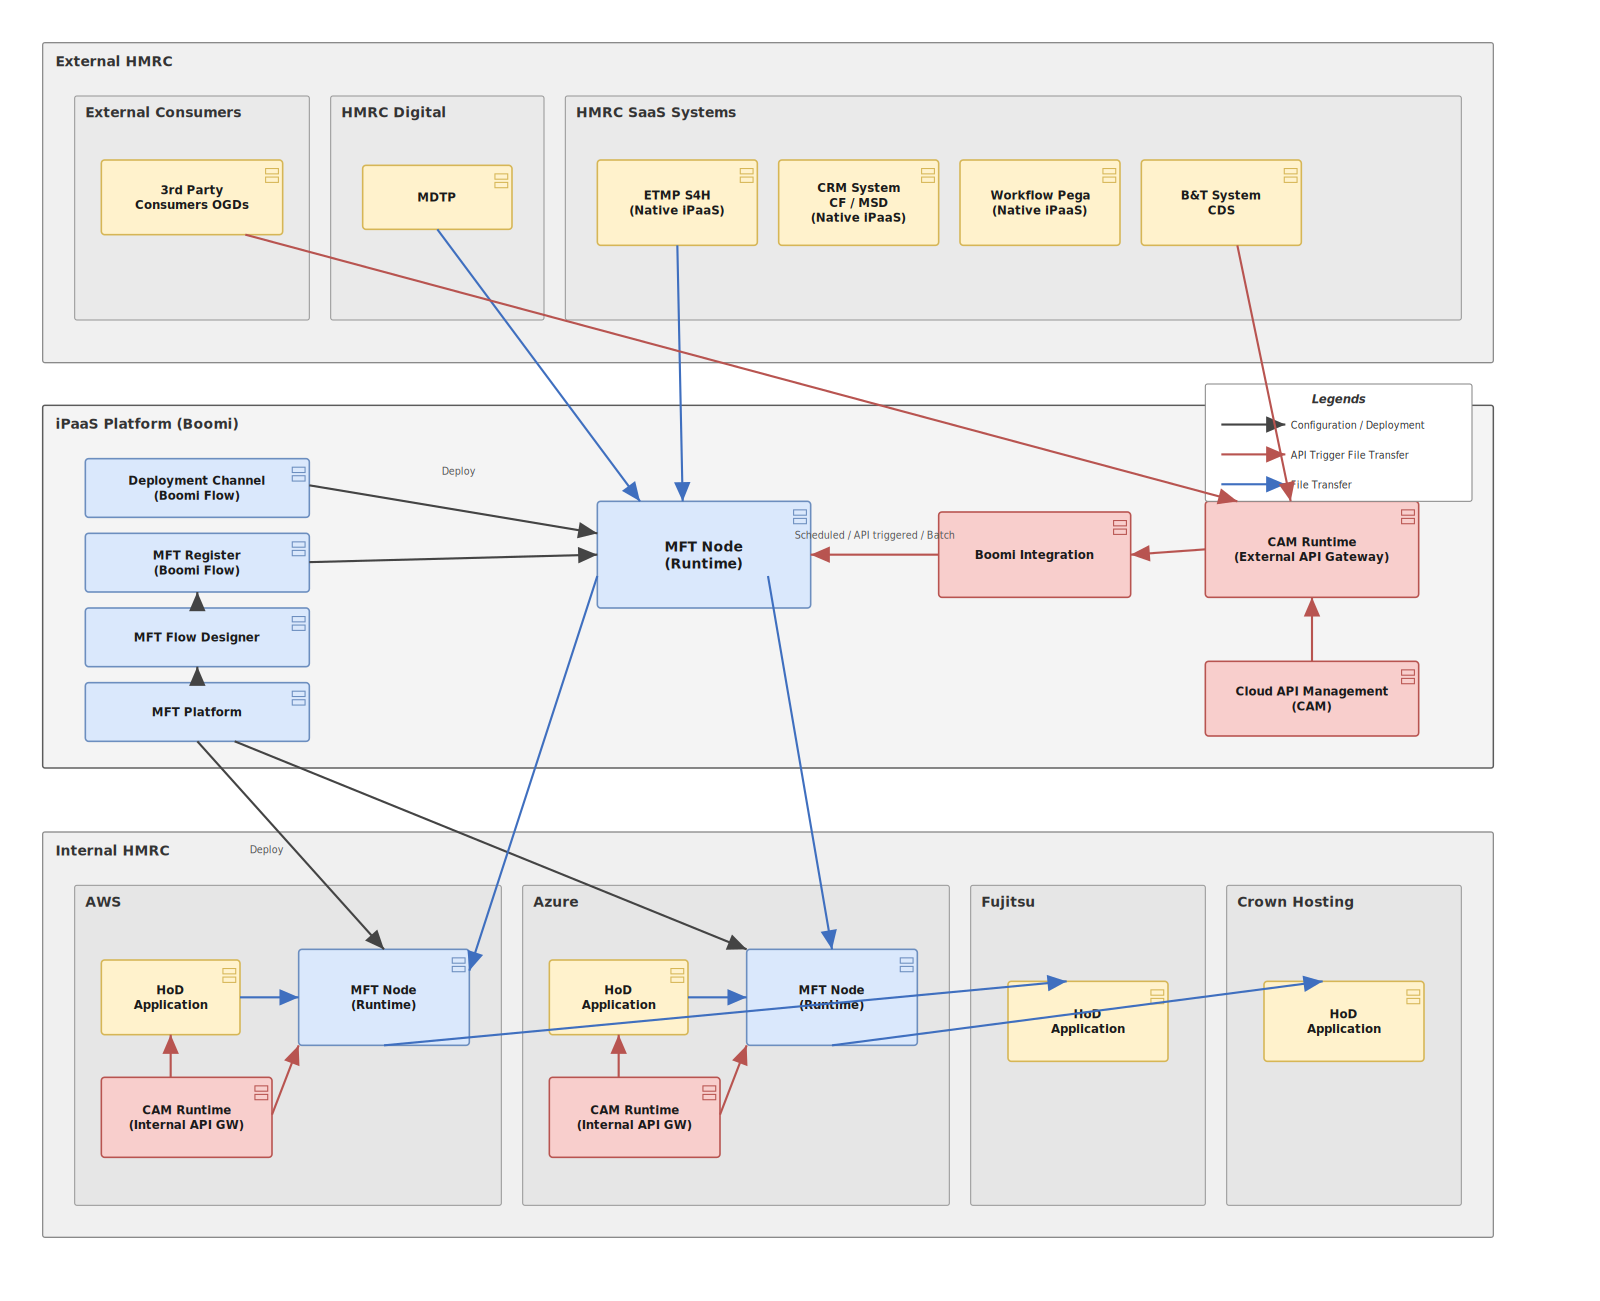 External HMRC
External Consumers
HMRC Digital
HMRC SaaS Systems
3rd Party
Consumers OGDs
MDTP
ETMP S4H
(Native iPaaS)
CRM System
CF / MSD
(Native iPaaS)
Workflow Pega
(Native iPaaS)
B&T System
CDS
Legends
Configuration / Deployment
API Trigger File Transfer
File Transfer
iPaaS Platform (Boomi)
Deployment Channel
(Boomi Flow)
Deploy
MFT Register
(Boomi Flow)
MFT Flow Designer
MFT Platform
MFT Node
(Runtime)
Scheduled / API triggered / Batch
Boomi Integration
CAM Runtime
(External API Gateway)
Cloud API Management
(CAM)
Internal HMRC
Deploy
AWS
HoD
Application
MFT Node
(Runtime)
CAM Runtime
(Internal API GW)
Azure
HoD
Application
MFT Node
(Runtime)
CAM Runtime
(Internal API GW)
Fujitsu
HoD
Application
Crown Hosting
HoD
Application